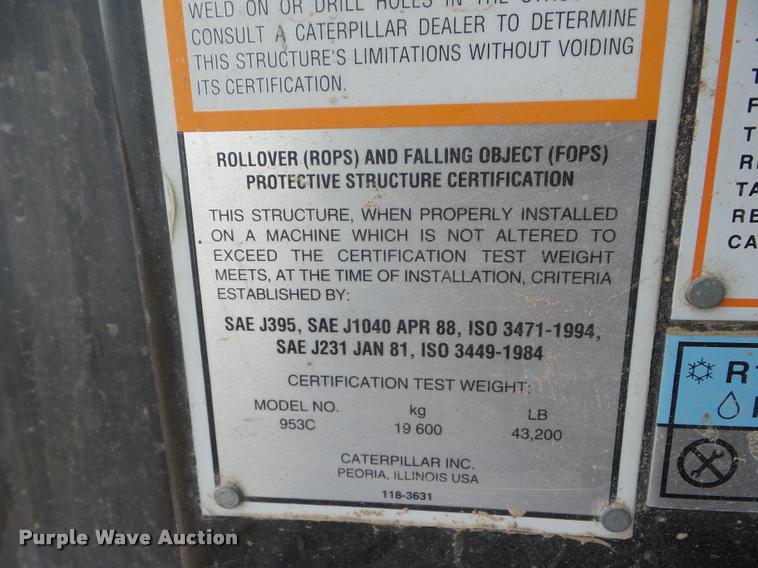 WELD ON OR DRILL HOLES IN THE
CONSULT A CATERPILLAR DEALER TO DETERMINE
THIS STRUCTURE'S LIMITATIONS WITHOUT VOIDING
ITS CERTIFICATION.
ROLLOVER (ROPS) AND FALLING OBJECT (FOPS)
PROTECTIVE STRUCTURE CERTIFICATION
THIS STRUCTURE, WHEN PROPERLY INSTALLED
ON A MACHINE WHICH IS NOT ALTERED TO
EXCEED THE CERTIFICATION TEST WEIGHT
MEETS, AT THE TIME OF INSTALLATION, CRITERIA
ESTABLISHED BY:
SAE J395, SAE J1040 APR 88, ISO 3471-1994,
SAE J231 JAN 81, ISO 3449-1984
CERTIFICATION TEST WEIGHT:
MODEL NO. kg LB
953C 19 600 43,200
CATERPILLAR INC.
PEORIA, ILLINOIS USA
118-3631
Purple Wave Auction